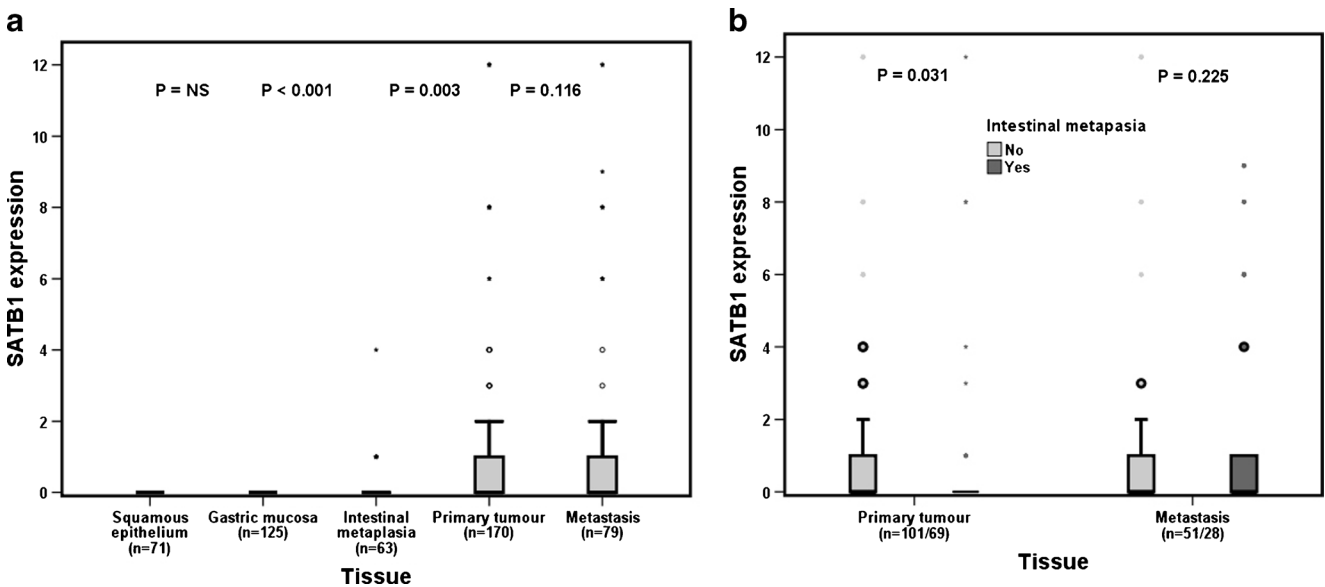 a
SATB1 expression
12
10
8
6
4
2
0
P = NS
P < 0.001
P = 0.003
P = 0.116
Squamous
epithelium
(n=71)
Gastric mucosa
(n=125)
Intestinal
metaplasia
(n=63)
Primary tumour
(n=170)
Metastasis
(n=79)
Tissue
b
SATB1 expression
12
10
8
6
4
2
0
P = 0.031
P = 0.225
Intestinal metapasia
No
Yes
Primary tumour
(n=101/69)
Metastasis
(n=51/28)
Tissue